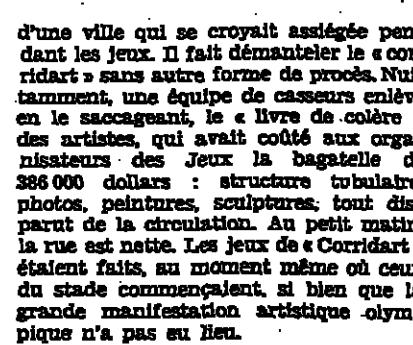 d'une ville qui se croyait assiégée pen
dant les jeux. Il fait démanteler le « cor
ridart » sans autre forme de procès. Nui
tamment, une équipe de casseurs enlèv
en le saccageant, le « livre de colère
des artistes, qui avait coûté aux orga
nisateurs des Jeux la bagatelle d
386 000 dollars : structure tubulaire
photos, peintures, sculptures; tout dis
parut de la circulation. Au petit matin
la rue est nette. Les jeux de « Corridart
étaient faits, au moment même où ceux
du stade commençaient. si bien que la
grande manifestation artistique olym
pique n'a pas eu lieu.